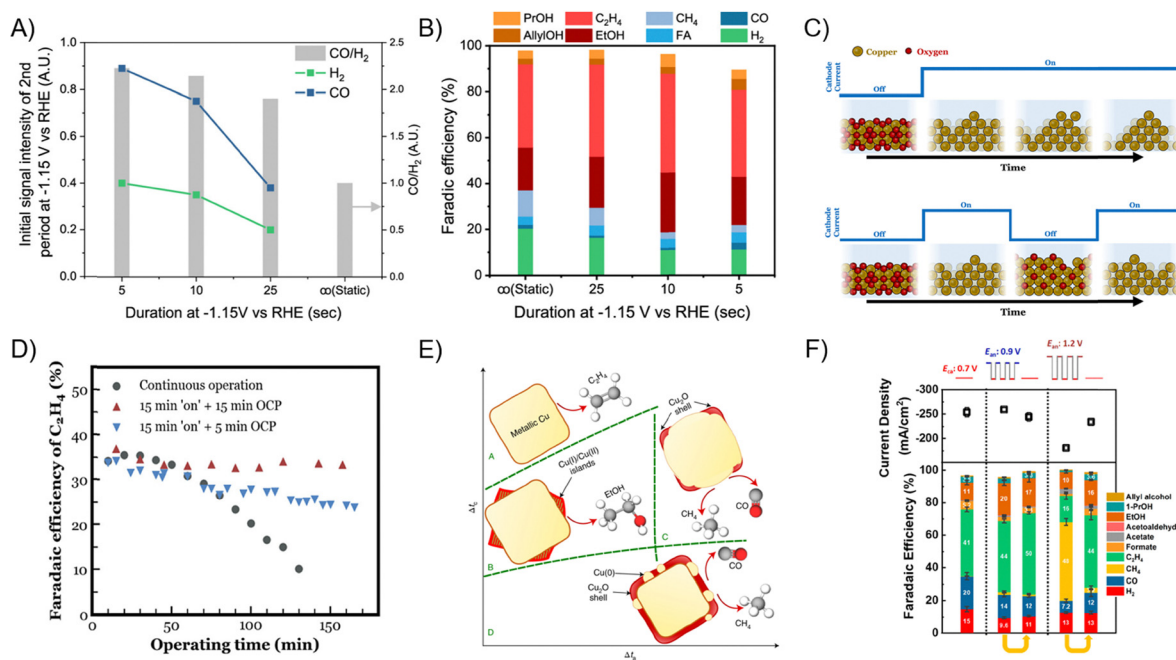 A)
Initial signal intensity of 2nd
period at -1.15 V vs RHE (A.U.)
1.0
0.8
0.6
0.4
0.2
0.0
CO/H2
H2
CO
2.5
2.0
1.5
1.0
0.5
0.0
CO/H2 (A.U.)
5
10
25
∞(Static)
Duration at -1.15V vs RHE (sec)
B)
PrOH
C2H4
CH4
CO
AllylOH
EtOH
FA
H2
Faradic efficiency (%)
100
80
60
40
20
0
∞(Static)
25
10
5
Duration at -1.15 V vs RHE (sec)
C)
Copper
Oxygen
Cathode
Current
Off
On
Time
Cathode
Current
Off
On
Off
On
Time
D)
Faradaic efficiency of C2H4 (%)
50
40
30
20
10
0
Continuous operation
15 min 'on' + 15 min OCP
15 min 'on' + 5 min OCP
0
50
100
150
Operating time (min)
E)
Δtc
Metallic Cu
C2H4
A
Cu2O
shell
Cu(I)/Cu(II)
islands
EtOH
B
CO
CH4
C
Cu(0)
Cu2O
shell
CO
CH4
D
Δta
F)
Eca: 0.7 V
Ean: 0.9 V
Ean: 1.2 V
Current Density
(mA/cm2)
-300
-250
-200
Faradaic Efficiency (%)
100
80
60
40
20
0
11
41
20
15
20
44
14
9.8
17
50
12
11
10
7.2
13
16
44
12
13
Allyl alcohol
1-PrOH
EtOH
Acetaldehyd
Acetate
Formate
C2H4
CH4
CO
H2